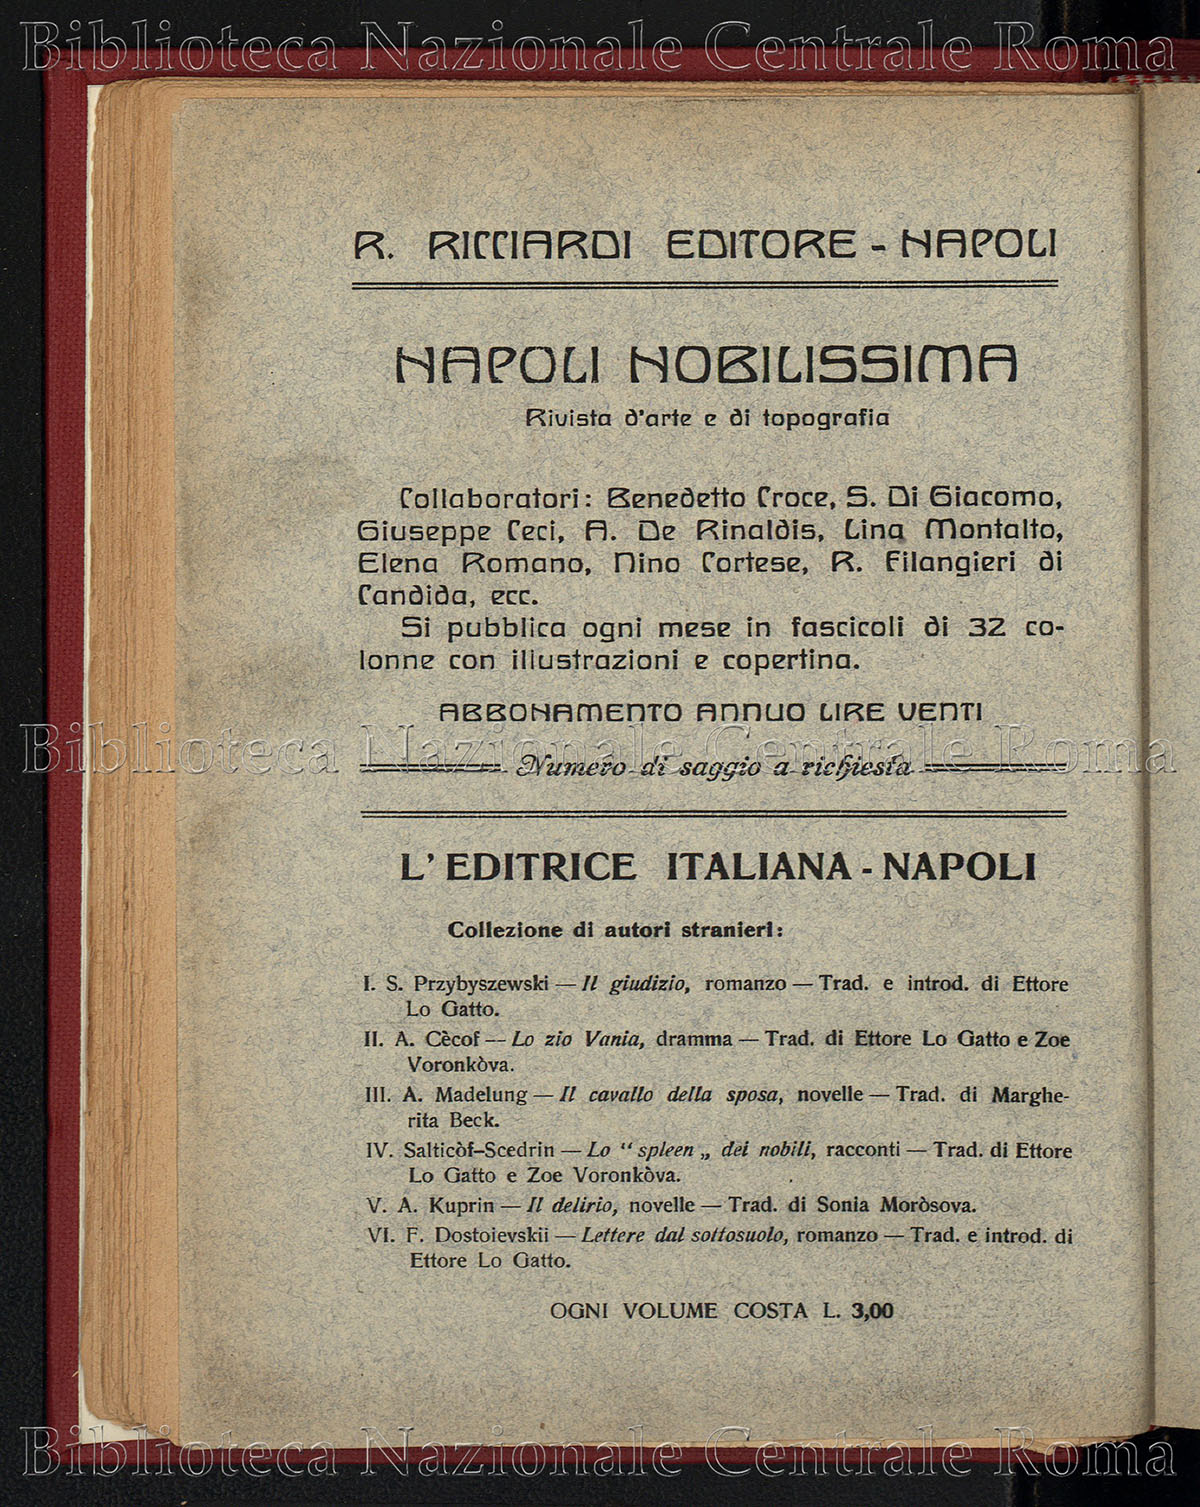 Biblioteca Nazionale Centrale Roma
R. RICCIARDI EDITORE - NAPOLI
NAPOLI NOBILISSIMA
Rivista d'arte e di topografia
Collaboratori: Benedetto Croce, S. Di Giacomo,
Giuseppe Ceci, A. De Rinaldis, Lina Montalto,
Elena Romano, Nino Cortese, R. Filangieri di
Candida, ecc.
Si pubblica ogni mese in fascicoli di 32 co-
lonne con illustrazioni e copertina.
ABBONAMENTO ANNUO LIRE VENTI
Biblioteca Nazionale Centrale Roma
Numero di saggio a richiesta
L' EDITRICE ITALIANA - NAPOLI
Collezione di autori stranieri:
I. S. Przybyszewski — Il giudizio, romanzo — Trad. e introd. di Ettore
Lo Gatto.
II. A. Cècof — Lo zio Vania, dramma — Trad. di Ettore Lo Gatto e Zoe
Voronkòva.
III. A. Madelung — Il cavallo della sposa, novelle — Trad. di Marghe-
rita Beck.
IV. Salticòf-Scedrin — Lo “ spleen „ dei nobili, racconti — Trad. di Ettore
Lo Gatto e Zoe Voronkòva.
V. A. Kuprin — Il delirio, novelle — Trad. di Sonia Moròsova.
VI. F. Dostoievskii — Lettere dal sottosuolo, romanzo — Trad. e introd. di
Ettore Lo Gatto.
OGNI VOLUME COSTA L. 3,00
Biblioteca Nazionale Centrale Roma